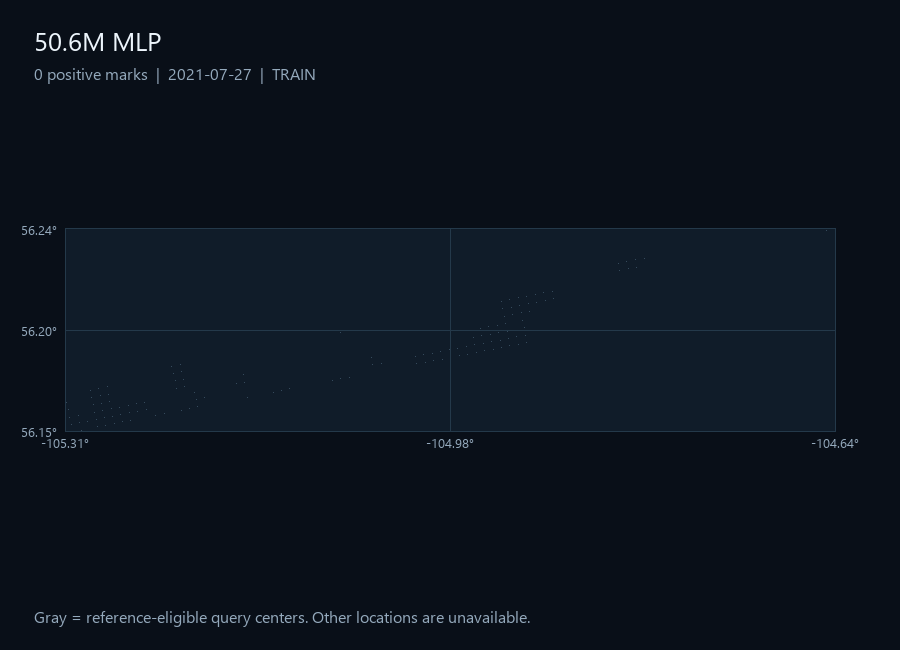 50.6M MLP
0 positive marks | 2021-07-27 | TRAIN
56.24°
56.20°
56.15°
-105.31°
-104.98°
-104.64°
Gray = reference-eligible query centers. Other locations are unavailable.